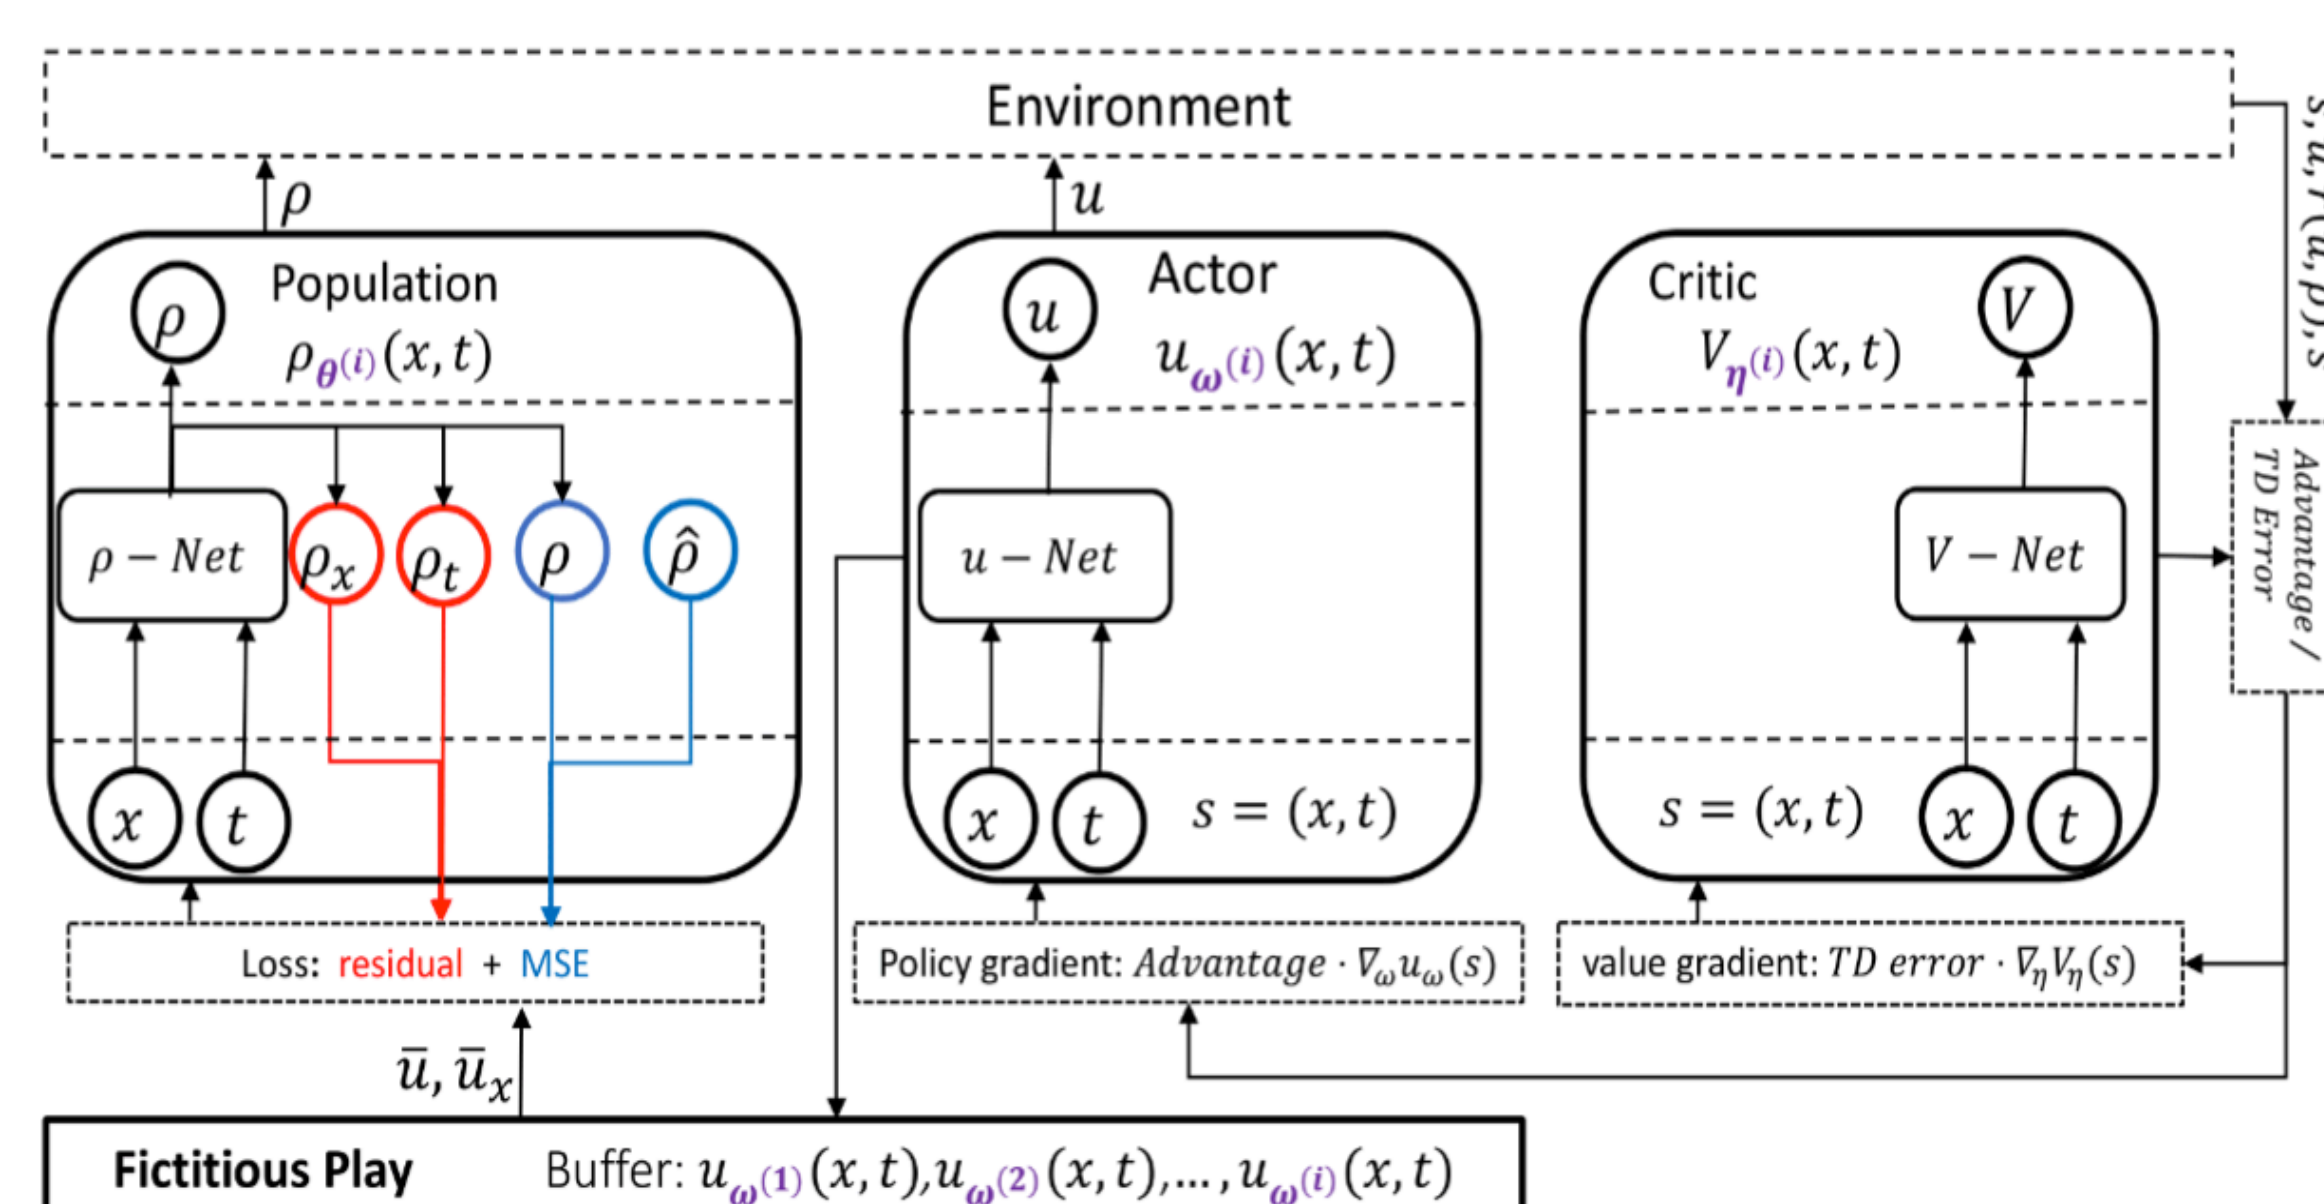 Environment
ρ
u
s, u, r(u, ρ), s
ρ
Population
ρ_θ^(i)(x, t)
ρ − Net
ρ_x
ρ_t
ρ
ρ̂
x
t
Loss: residual + MSE
u̅, u̅_x
u
Actor
u_ω^(i)(x, t)
u − Net
x
t
s = (x, t)
Policy gradient: Advantage · ∇_ω u_ω(s)
Critic
V
V_η^(i)(x, t)
V − Net
s = (x, t)
x
t
value gradient: TD error · ∇_η V_η(s)
Advantage /
TD Error
Fictitious Play
Buffer: u_ω^(1)(x, t), u_ω^(2)(x, t), ..., u_ω^(i)(x, t)